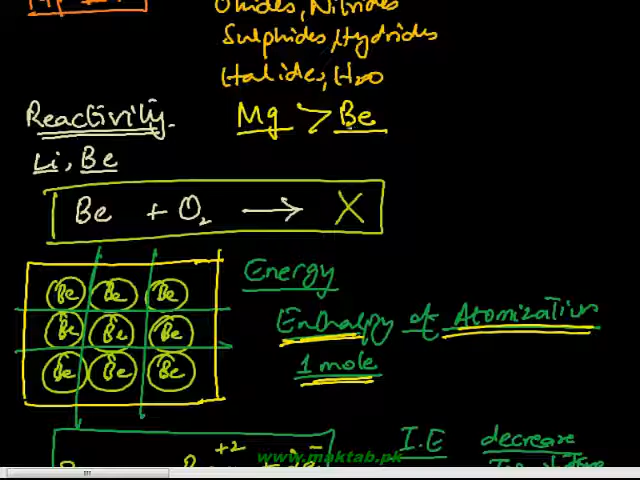 Oxides, Nitrides
Sulphides, Hydrides
Halides, H2O
Reactivity. Mg > Be
Li, Be
Be + O2 → X
Energy
Be Be Be
Enthalpy of Atomization
Be Be Be
1 mole
Be Be Be
I.E decrease
+2
www.maktab.pk